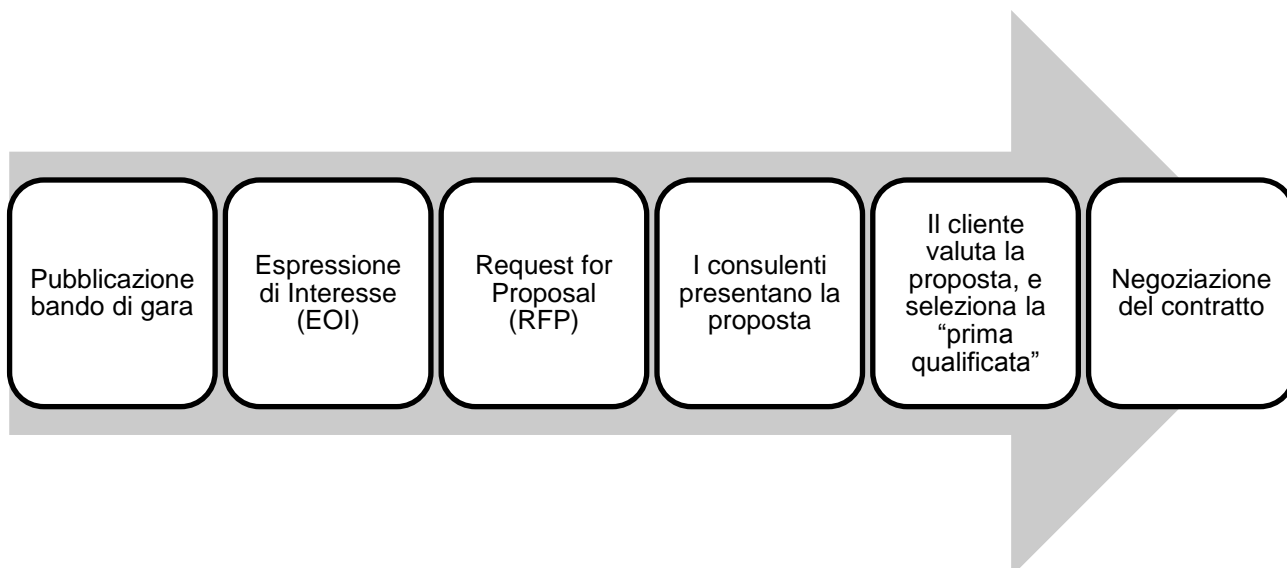 Pubblicazione
bando di gara
Espressione
di Interesse
(EOI)
Request for
Proposal
(RFP)
I consulenti
presentano la
proposta
Il cliente
valuta la
proposta, e
seleziona la
“prima
qualificata”
Negoziazione
del contratto